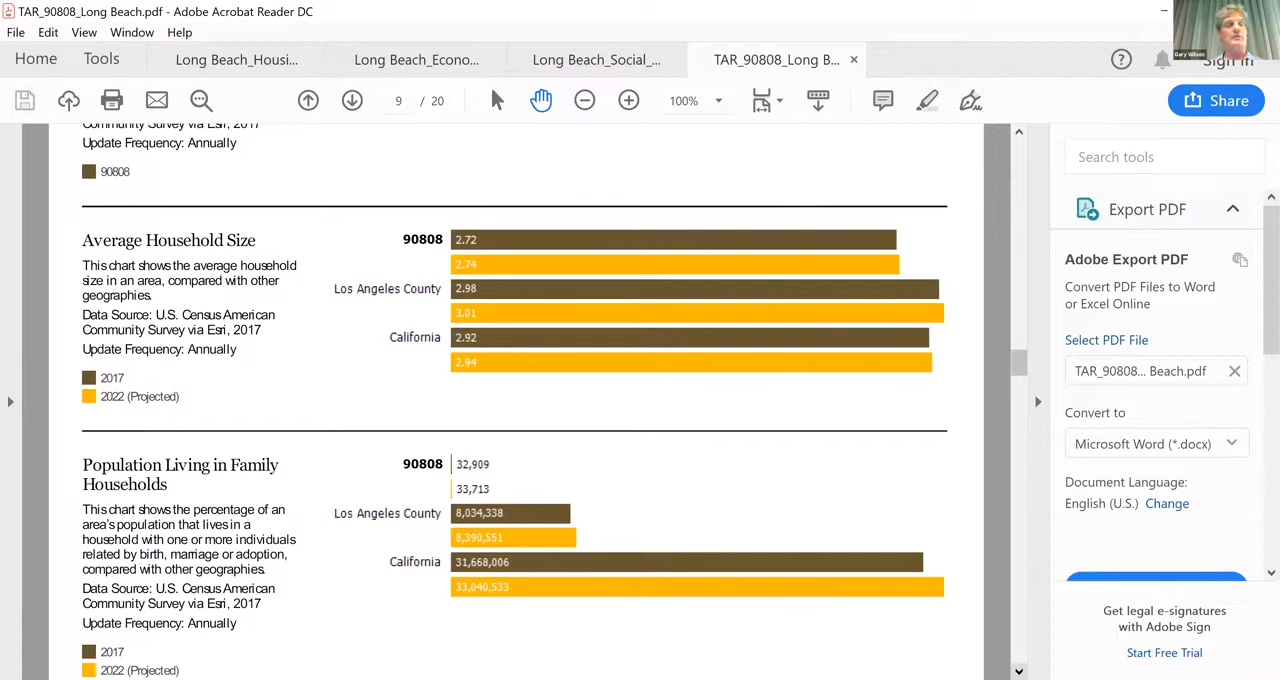 TAR_90808_Long Beach.pdf - Adobe Acrobat Reader DC
File Edit View Window Help
Home Tools Long Beach_Housi... Long Beach_Econo... Long Beach_Social_... TAR_90808_Long B... × Sign In
Gary Wilson
9 / 20 100% Share
Community Survey via Esri, 2017
Update Frequency: Annually
90808
Average Household Size
This chart shows the average household
size in an area, compared with other
geographies.
Data Source: U.S. Census American
Community Survey via Esri, 2017
Update Frequency: Annually
2017
2022 (Projected)
90808 2.72
2.74
Los Angeles County 2.98
3.01
California 2.92
2.94
Population Living in Family
Households
This chart shows the percentage of an
area's population that lives in a
household with one or more individuals
related by birth, marriage or adoption,
compared with other geographies.
Data Source: U.S. Census American
Community Survey via Esri, 2017
Update Frequency: Annually
2017
2022 (Projected)
90808 32,909
33,713
Los Angeles County 8,034,338
8,390,551
California 31,668,006
33,040,533
Search tools
Export PDF
Adobe Export PDF
Convert PDF Files to Word
or Excel Online
Select PDF File
TAR_90808... Beach.pdf
Convert to
Microsoft Word (*.docx)
Document Language:
English (U.S.) Change
Get legal e-signatures
with Adobe Sign
Start Free Trial